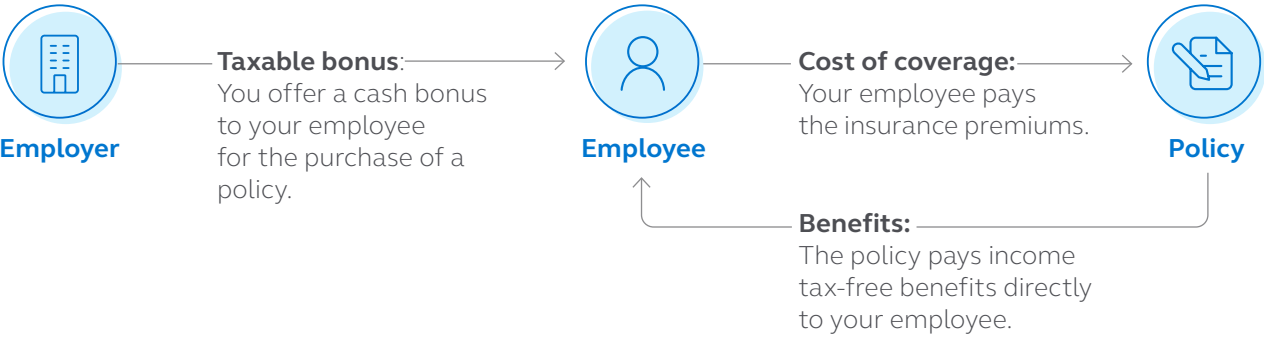 Employer
Taxable bonus:
You offer a cash bonus
to your employee
for the purchase of a
policy.
Employee
Cost of coverage:
Your employee pays
the insurance premiums.
Policy
Benefits:
The policy pays income
tax-free benefits directly
to your employee.